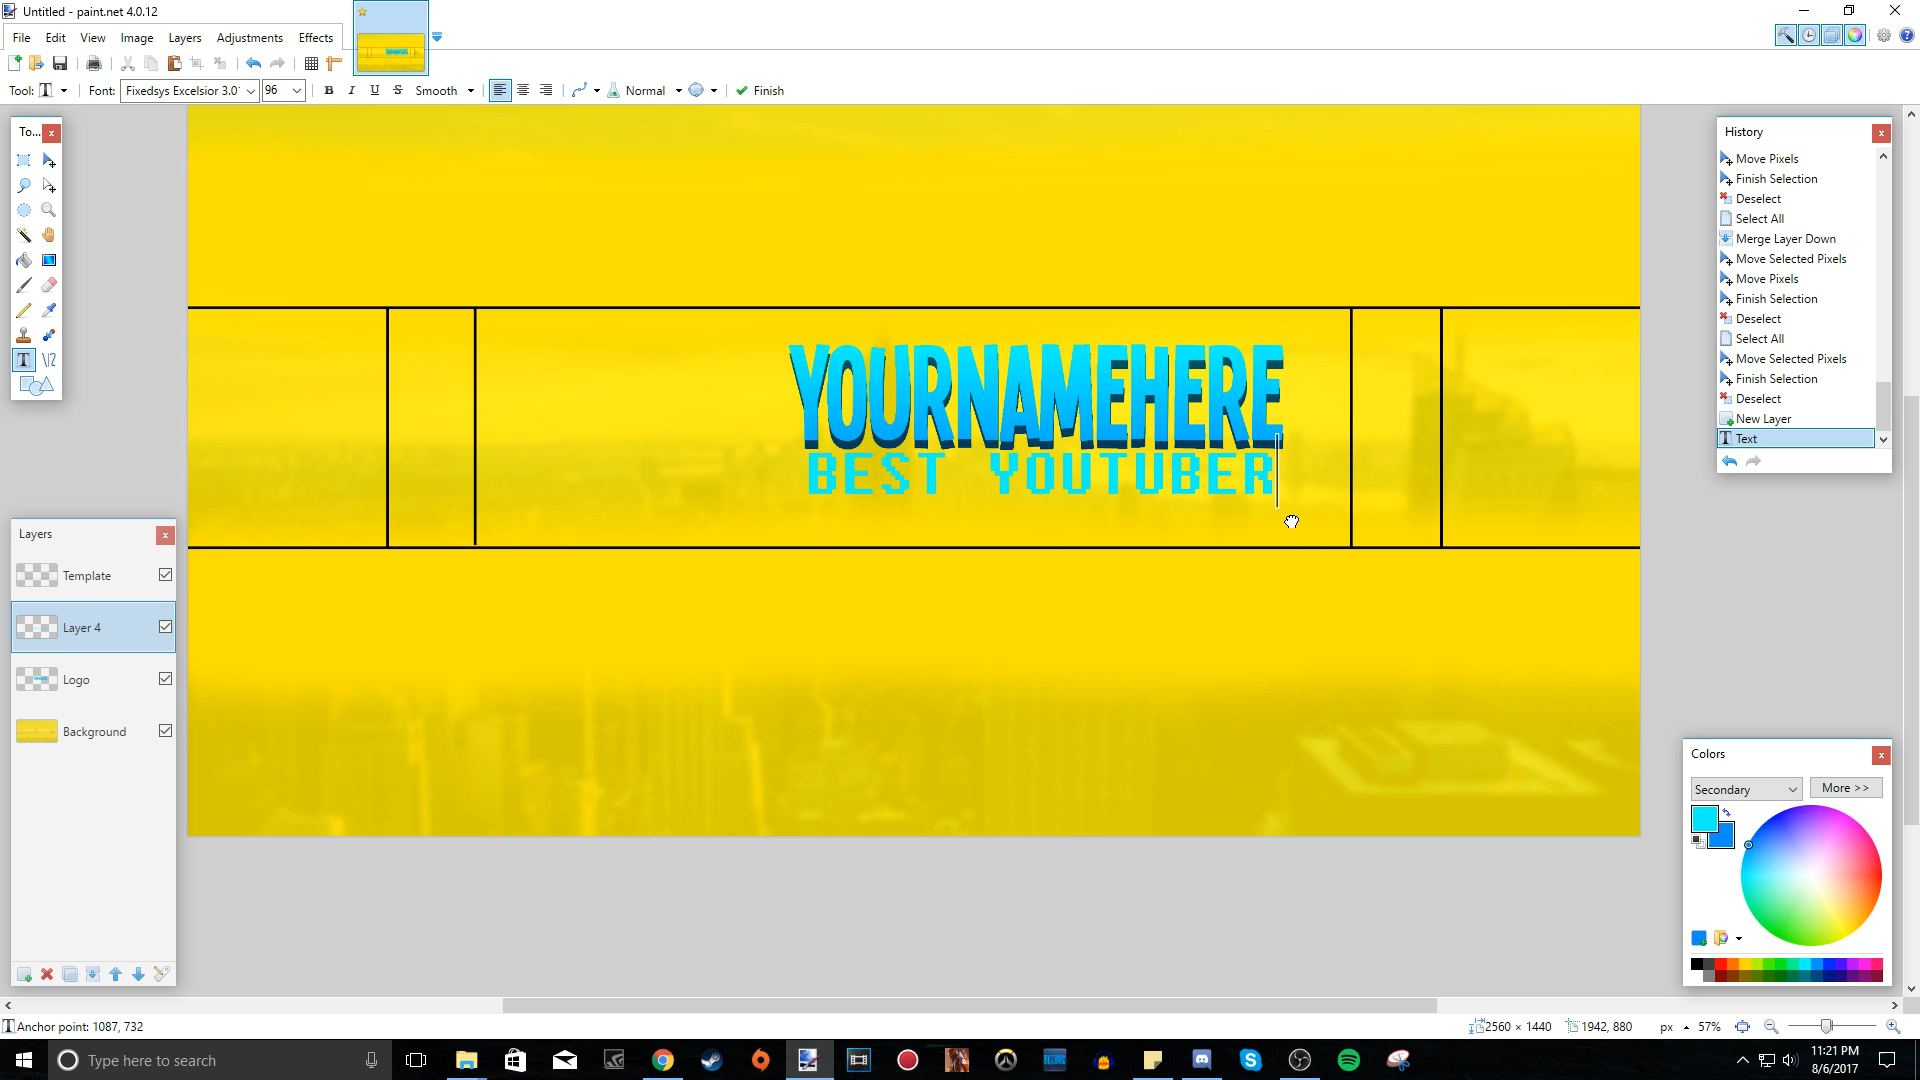 Untitled - paint.net 4.0.12
File Edit View Image Layers Adjustments Effects
Tool: Font: Fixedsys Excelsior 3.0 96 B I U S Smooth Normal Finish
To...
History
Move Pixels
Finish Selection
Deselect
Select All
Merge Layer Down
Move Selected Pixels
Move Pixels
Finish Selection
Deselect
Select All
Move Selected Pixels
Finish Selection
Deselect
New Layer
Text
YOURNAMEHERE
BEST YOUTUBER
Layers
Template
Layer 4
Logo
Background
Colors
Secondary More >>
Anchor point: 1087, 732
2560 × 1440 1942, 880 px 57%
Type here to search
11:21 PM
8/6/2017